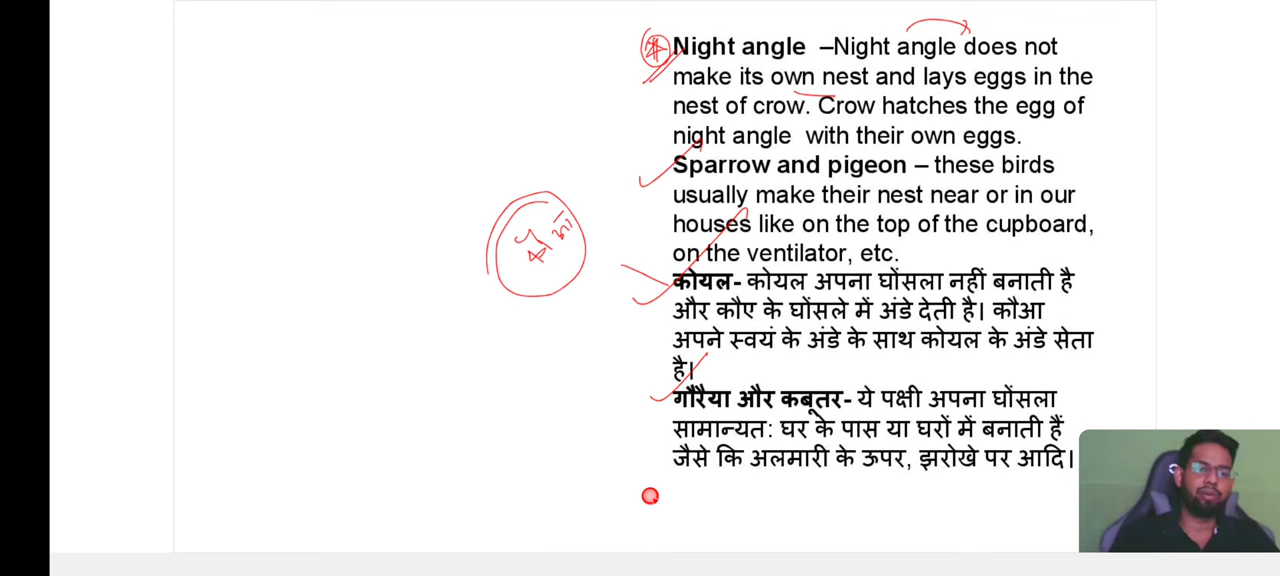 Night angle –Night angle does not
make its own nest and lays eggs in the
nest of crow. Crow hatches the egg of
night angle with their own eggs.
Sparrow and pigeon – these birds
usually make their nest near or in our
houses like on the top of the cupboard,
on the ventilator, etc.
कोयल- कोयल अपना घोंसला नहीं बनाती है
और कौए के घोंसले में अंडे देती है। कौआ
अपने स्वयं के अंडे के साथ कोयल के अंडे सेता
है।
गौरैया और कबूतर- ये पक्षी अपना घोंसला
सामान्यत: घर के पास या घरों में बनाती हैं
जैसे कि अलमारी के ऊपर, झरोखे पर आदि।